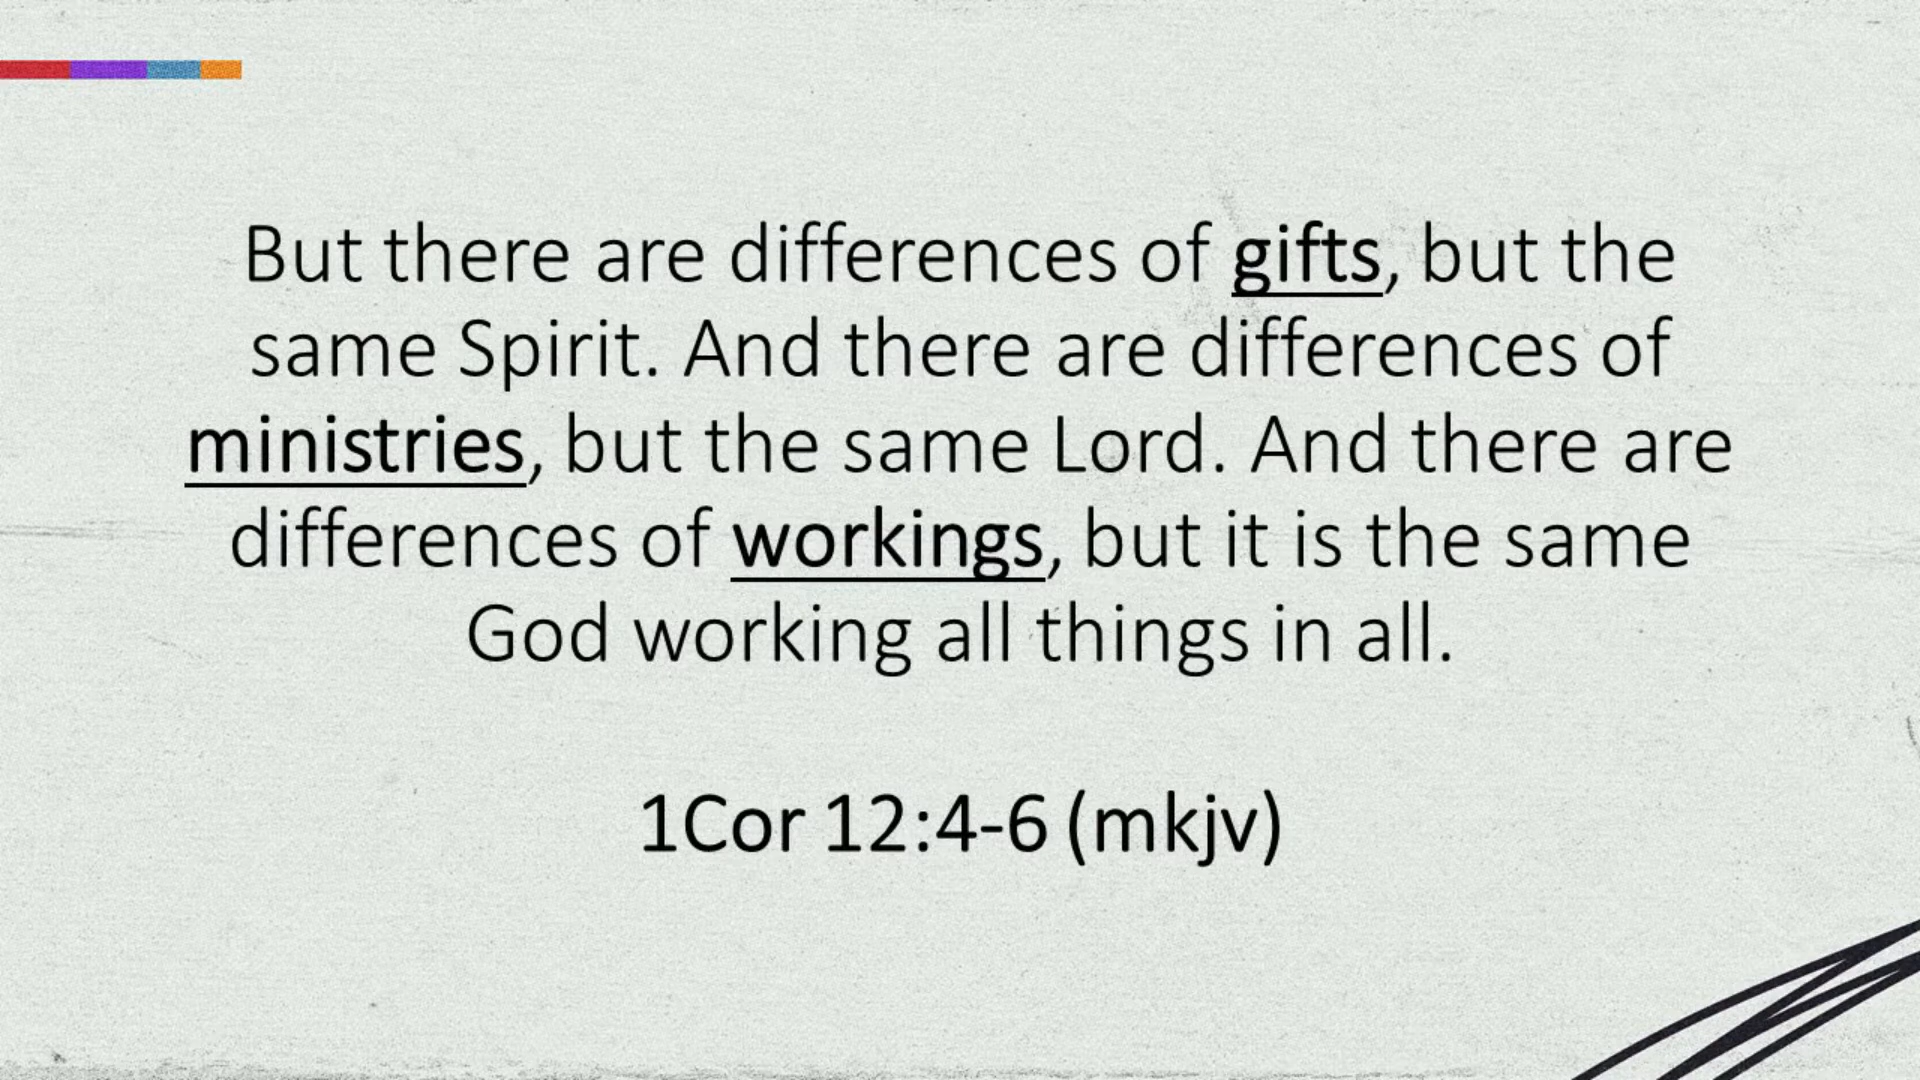 But there are differences of gifts, but the
same Spirit. And there are differences of
ministries, but the same Lord. And there are
differences of workings, but it is the same
God working all things in all.
1Cor 12:4-6 (mkjv)